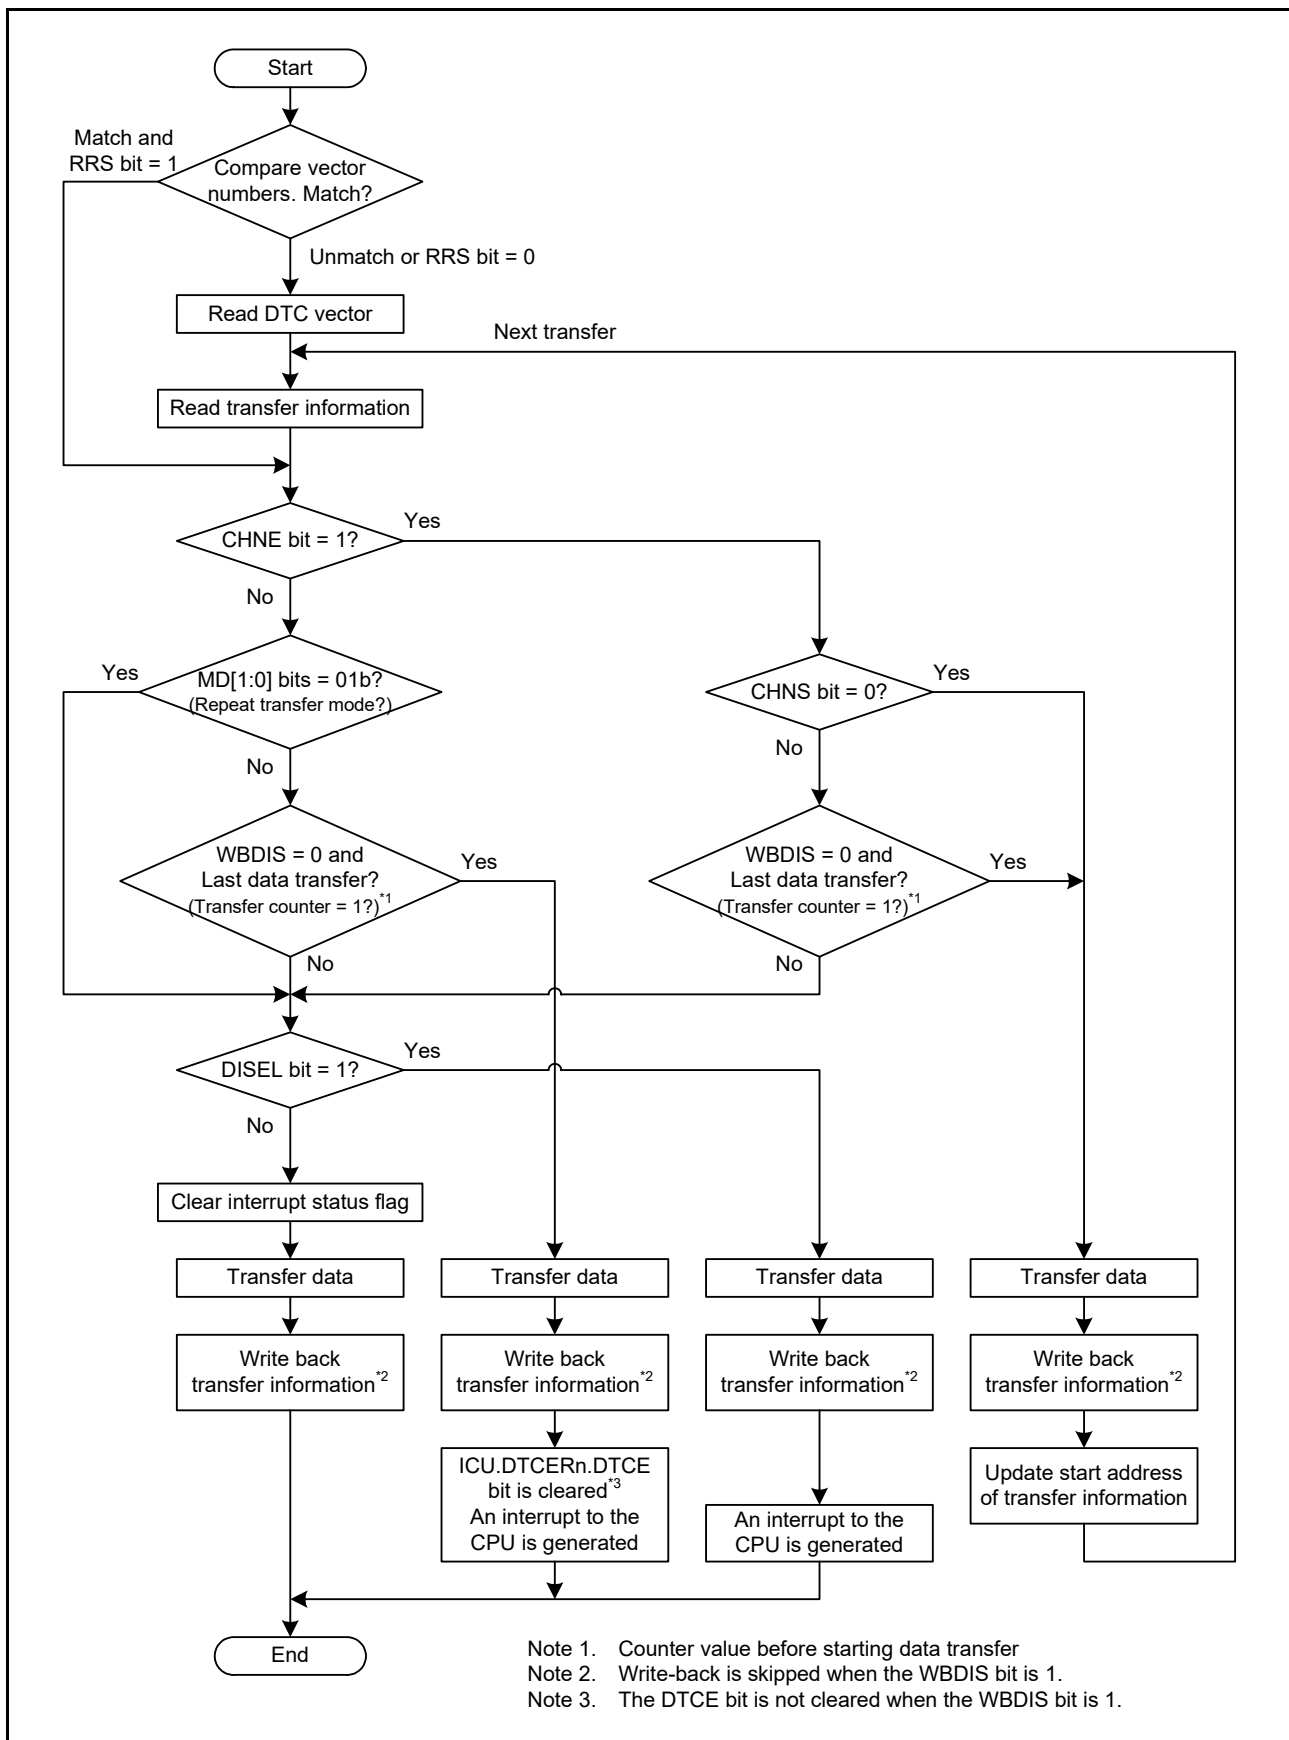 Start
Match and
RRS bit = 1
Compare vector
numbers. Match?
Unmatch or RRS bit = 0
Read DTC vector
Next transfer
Read transfer information
CHNE bit = 1?
Yes
No
MD[1:0] bits = 01b?
(Repeat transfer mode?)
Yes
No
CHNS bit = 0?
Yes
No
WBDIS = 0 and
Last data transfer?
(Transfer counter = 1?)*1
Yes
No
WBDIS = 0 and
Last data transfer?
(Transfer counter = 1?)*1
Yes
No
DISEL bit = 1?
Yes
No
Clear interrupt status flag
Transfer data
Transfer data
Transfer data
Transfer data
Write back
transfer information*2
Write back
transfer information*2
Write back
transfer information*2
Write back
transfer information*2
ICU.DTCERn.DTCE
bit is cleared*3
An interrupt to the
CPU is generated
An interrupt to the
CPU is generated
Update start address
of transfer information
End
Note 1. Counter value before starting data transfer
Note 2. Write-back is skipped when the WBDIS bit is 1.
Note 3. The DTCE bit is not cleared when the WBDIS bit is 1.